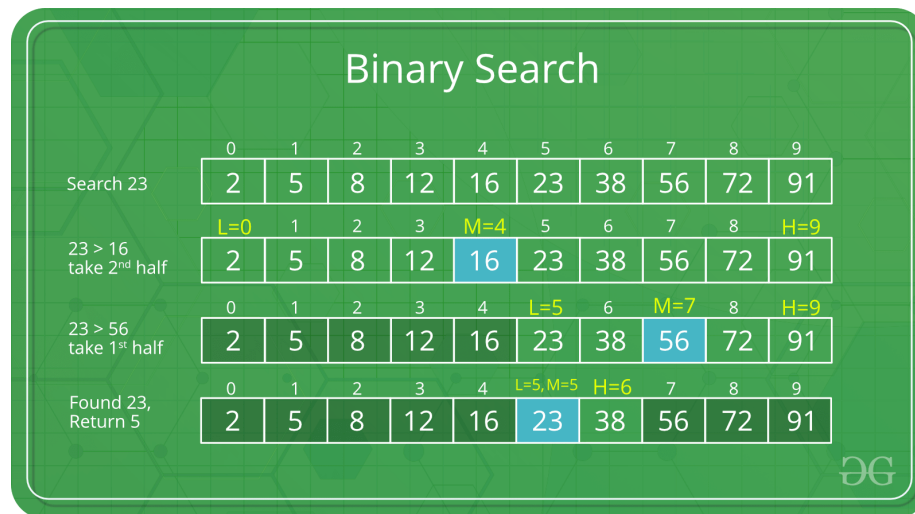 Binary Search
0 1 2 3 4 5 6 7 8 9
Search 23
2 5 8 12 16 23 38 56 72 91
L=0 1 2 3 M=4 5 6 7 8 H=9
23 > 16
take 2nd half
2 5 8 12 16 23 38 56 72 91
0 1 2 3 4 L=5 6 M=7 8 H=9
23 > 56
take 1st half
2 5 8 12 16 23 38 56 72 91
0 1 2 3 4 L=5, M=5 H=6 7 8 9
Found 23,
Return 5
2 5 8 12 16 23 38 56 72 91